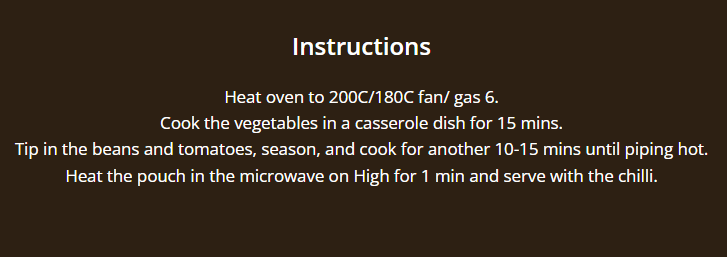 Instructions
Heat oven to 200C/180C fan/ gas 6.
Cook the vegetables in a casserole dish for 15 mins.
Tip in the beans and tomatoes, season, and cook for another 10-15 mins until piping hot.
Heat the pouch in the microwave on High for 1 min and serve with the chilli.